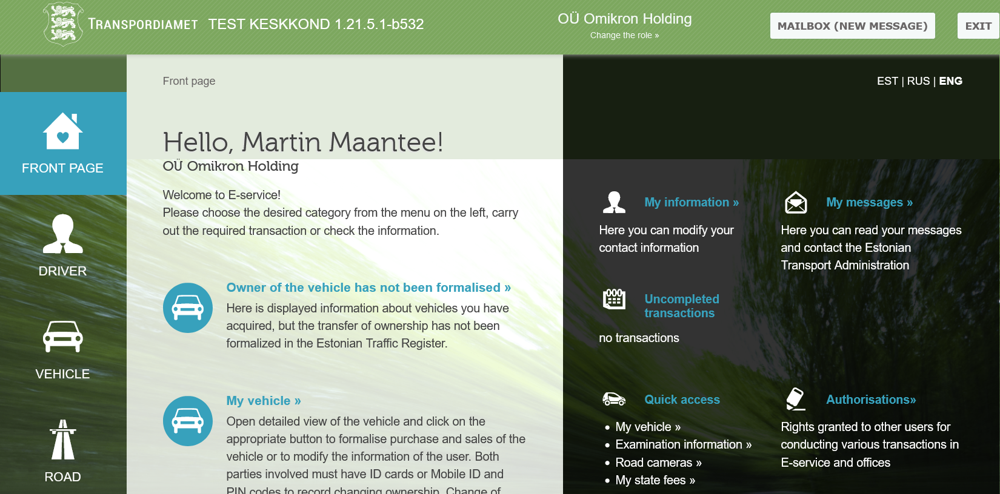 TRANSPORDIAMET TEST KESKKOND 1.21.5.1-b532
OÜ Omikron Holding
Change the role »
MAILBOX (NEW MESSAGE)
EXIT
Front page
EST | RUS | ENG
FRONT PAGE
DRIVER
VEHICLE
ROAD
Hello, Martin Maantee!
OÜ Omikron Holding
Welcome to E-service!
Please choose the desired category from the menu on the left, carry
out the required transaction or check the information.
Owner of the vehicle has not been formalised »
Here is displayed information about vehicles you have
acquired, but the transfer of ownership has not been
formalized in the Estonian Traffic Register.
My vehicle »
Open detailed view of the vehicle and click on the
appropriate button to formalise purchase and sales of the
vehicle or to modify the information of the user. Both
parties involved must have ID cards or Mobile ID and
PIN codes to record changing ownership. Change of
My information »
Here you can modify your
contact information
My messages »
Here you can read your messages
and contact the Estonian
Transport Administration
Uncompleted
transactions
no transactions
Quick access
• My vehicle »
• Examination information »
• Road cameras »
• My state fees »
Authorisations»
Rights granted to other users for
conducting various transactions in
E-service and offices